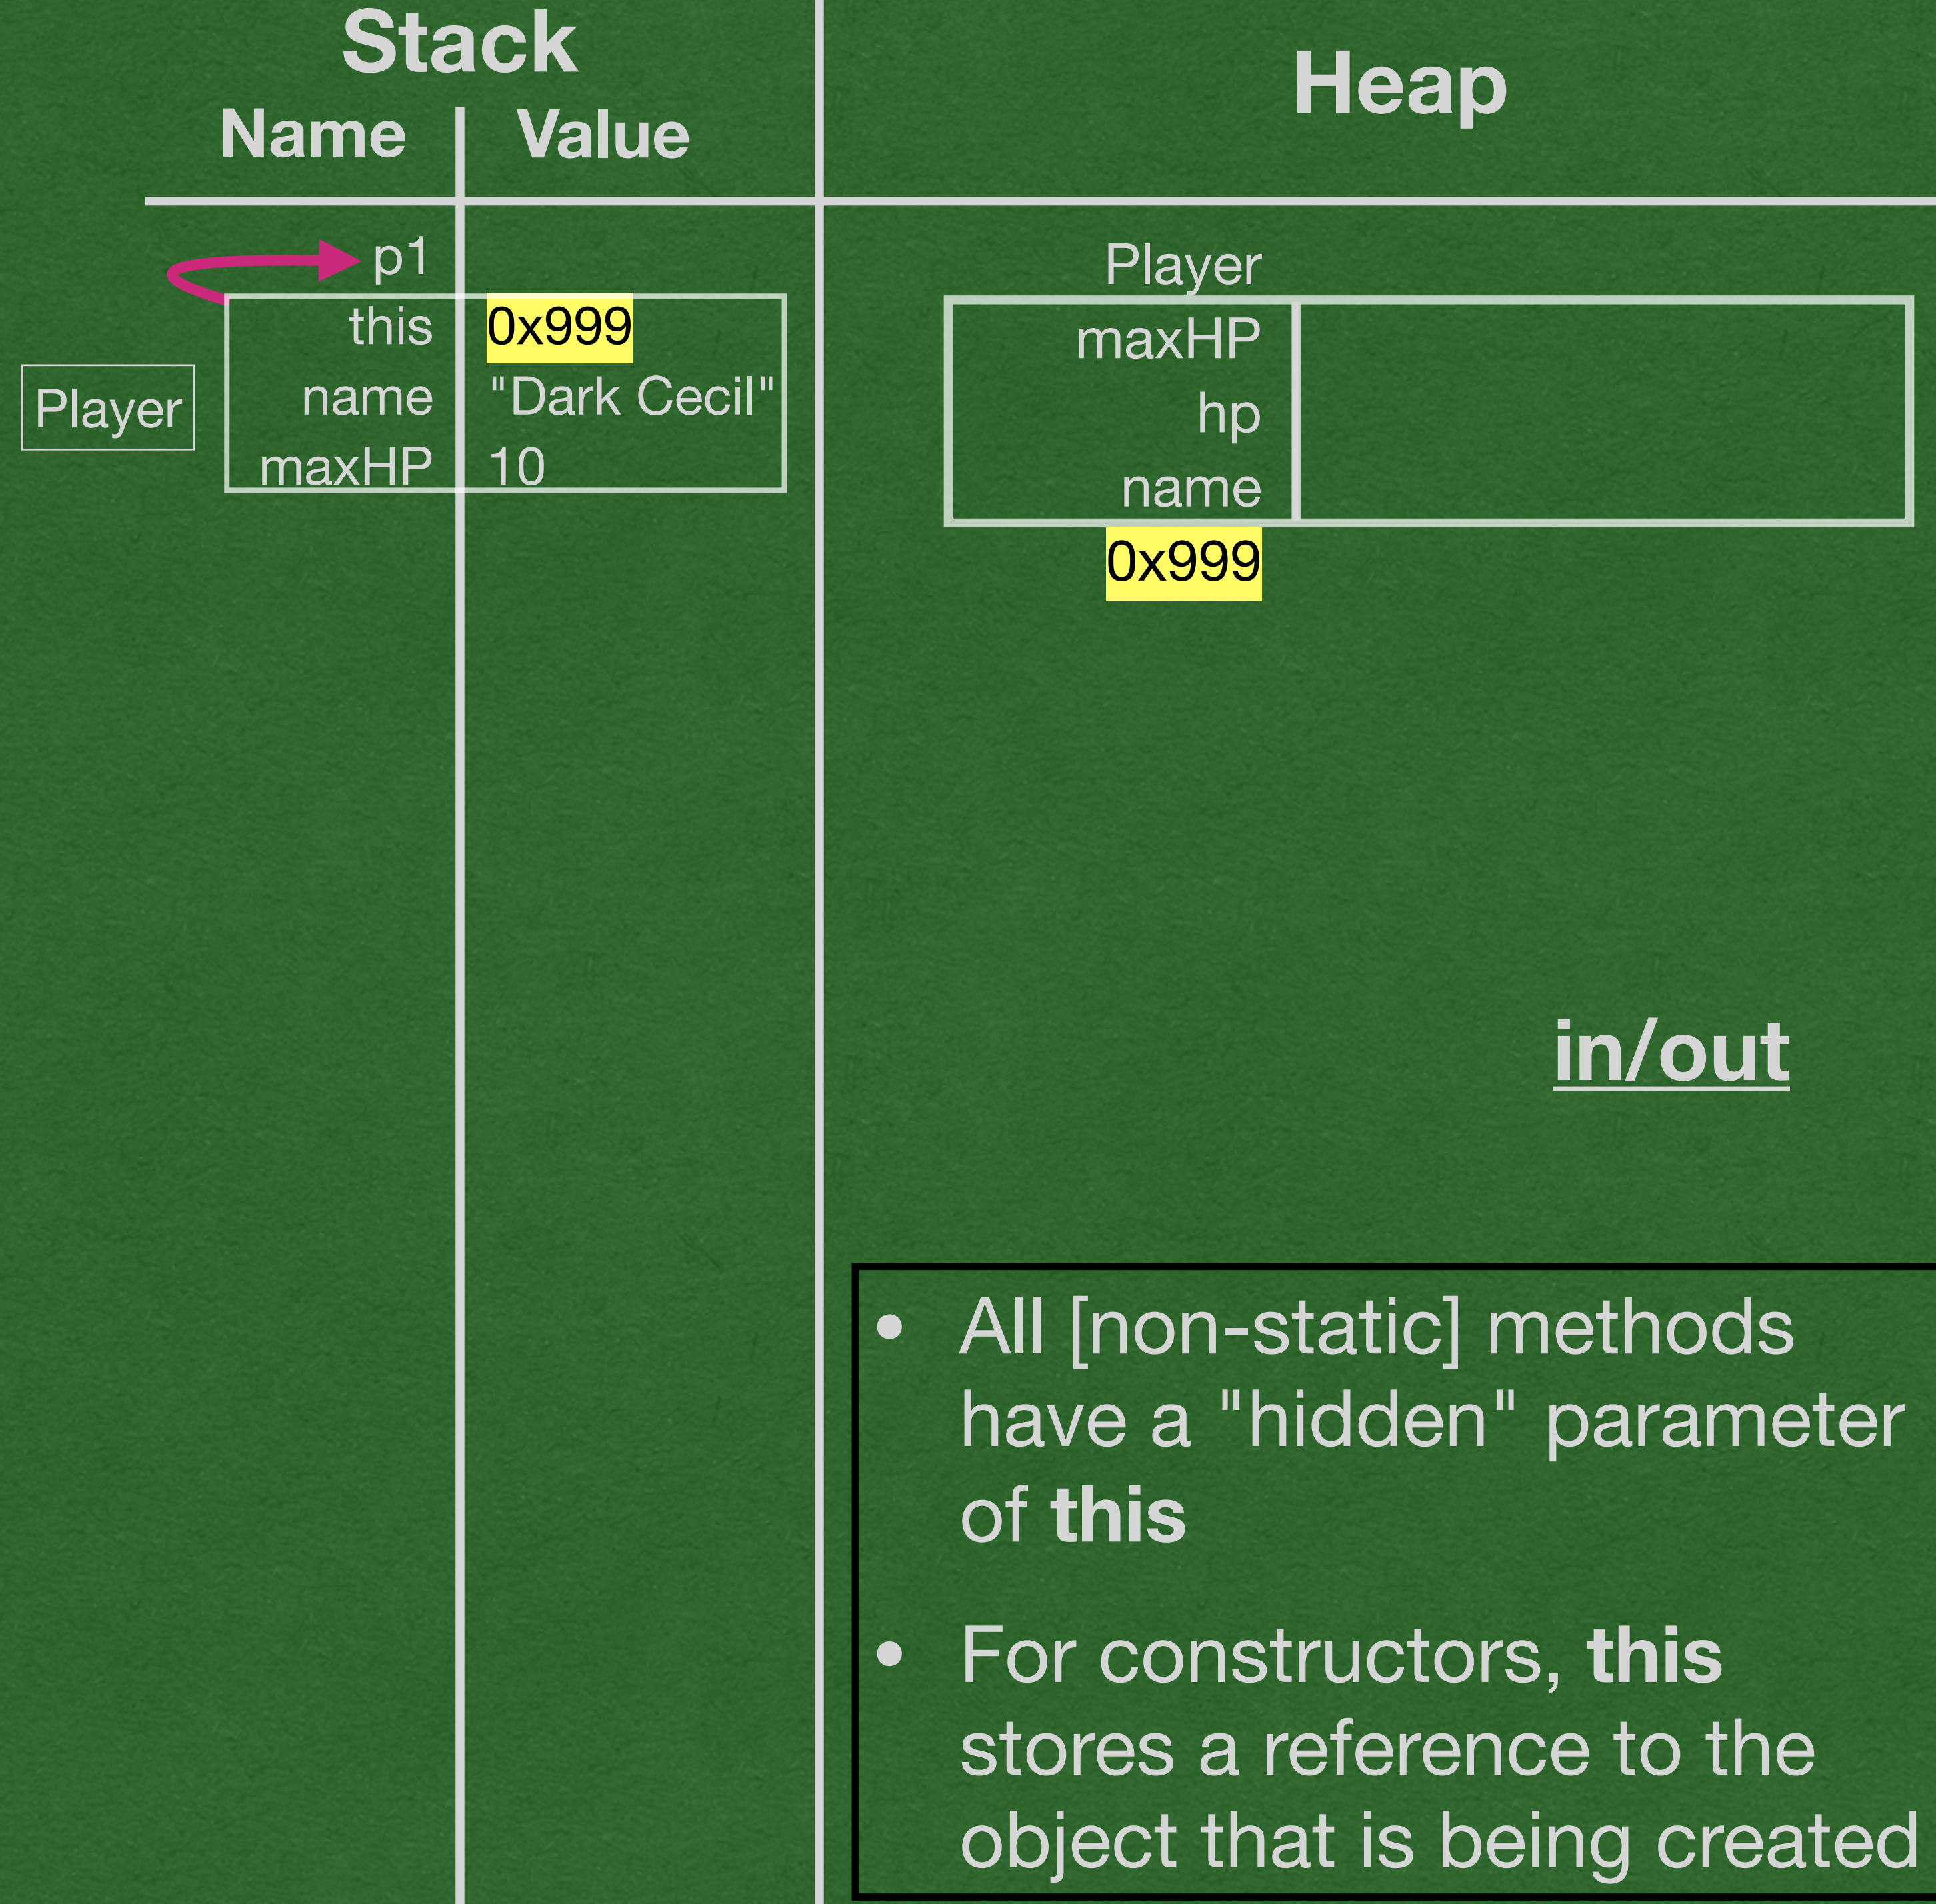 Stack
Heap
Name Value
p1
this 0x999
name "Dark Cecil"
maxHP 10
Player
Player
maxHP
hp
name
0x999
in/out
• All [non-static] methods
have a "hidden" parameter
of this
• For constructors, this
stores a reference to the
object that is being created